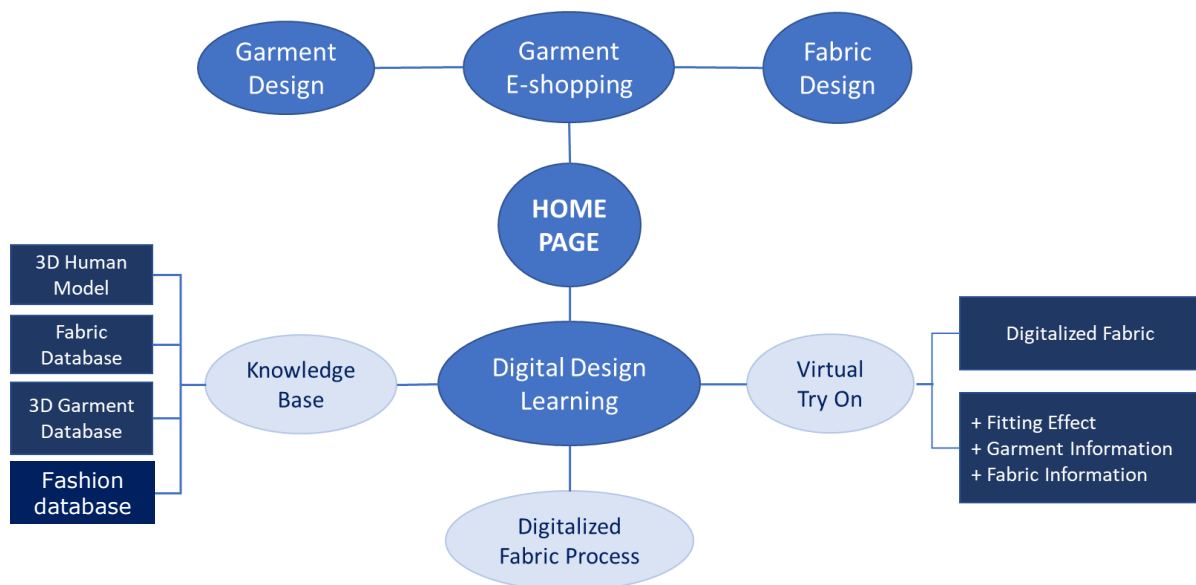 Garment
Design
Garment
E-shopping
Fabric
Design
HOME
PAGE
3D Human
Model
Fabric
Database
3D Garment
Database
Fashion
database
Knowledge
Base
Digital Design
Learning
Virtual
Try On
Digitalized Fabric
+ Fitting Effect
+ Garment Information
+ Fabric Information
Digitalized
Fabric Process